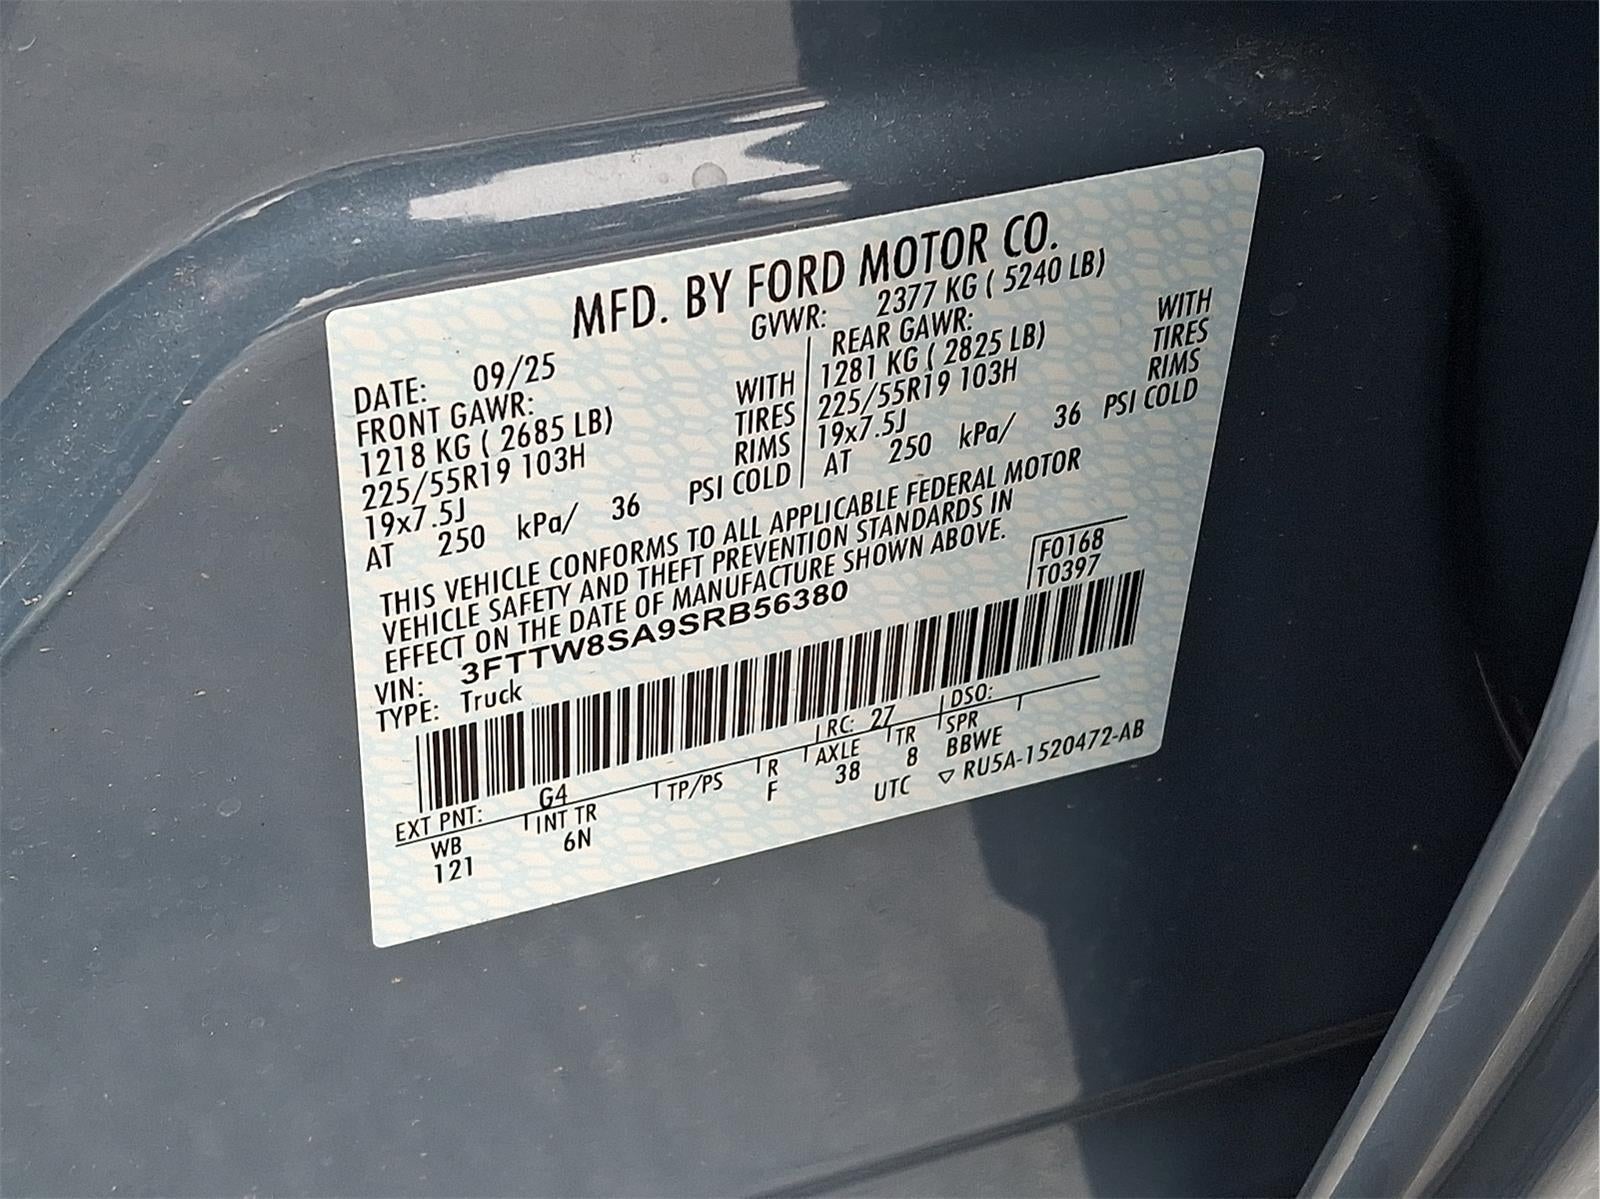 MFD. BY FORD MOTOR CO.
DATE: 09/25 GVWR: 2377 KG ( 5240 LB)
FRONT GAWR: REAR GAWR:
1218 KG ( 2685 LB) WITH 1281 KG ( 2825 LB) WITH
225/55R19 103H TIRES 225/55R19 103H TIRES
19x7.5J RIMS 19x7.5J RIMS
AT 250 kPa/ 36 PSI COLD AT 250 kPa/ 36 PSI COLD
THIS VEHICLE CONFORMS TO ALL APPLICABLE FEDERAL MOTOR
VEHICLE SAFETY AND THEFT PREVENTION STANDARDS IN
EFFECT ON THE DATE OF MANUFACTURE SHOWN ABOVE.
VIN: 3FTTW8SA9SRB56380 F0168
TYPE: Truck T0397
EXT PNT: G4 RC: 27 DSO:
WB INT TR TP/PS R AXLE TR SPR
121 6N F 38 8 BBWE
UTC ▽ RU5A-1520472-AB